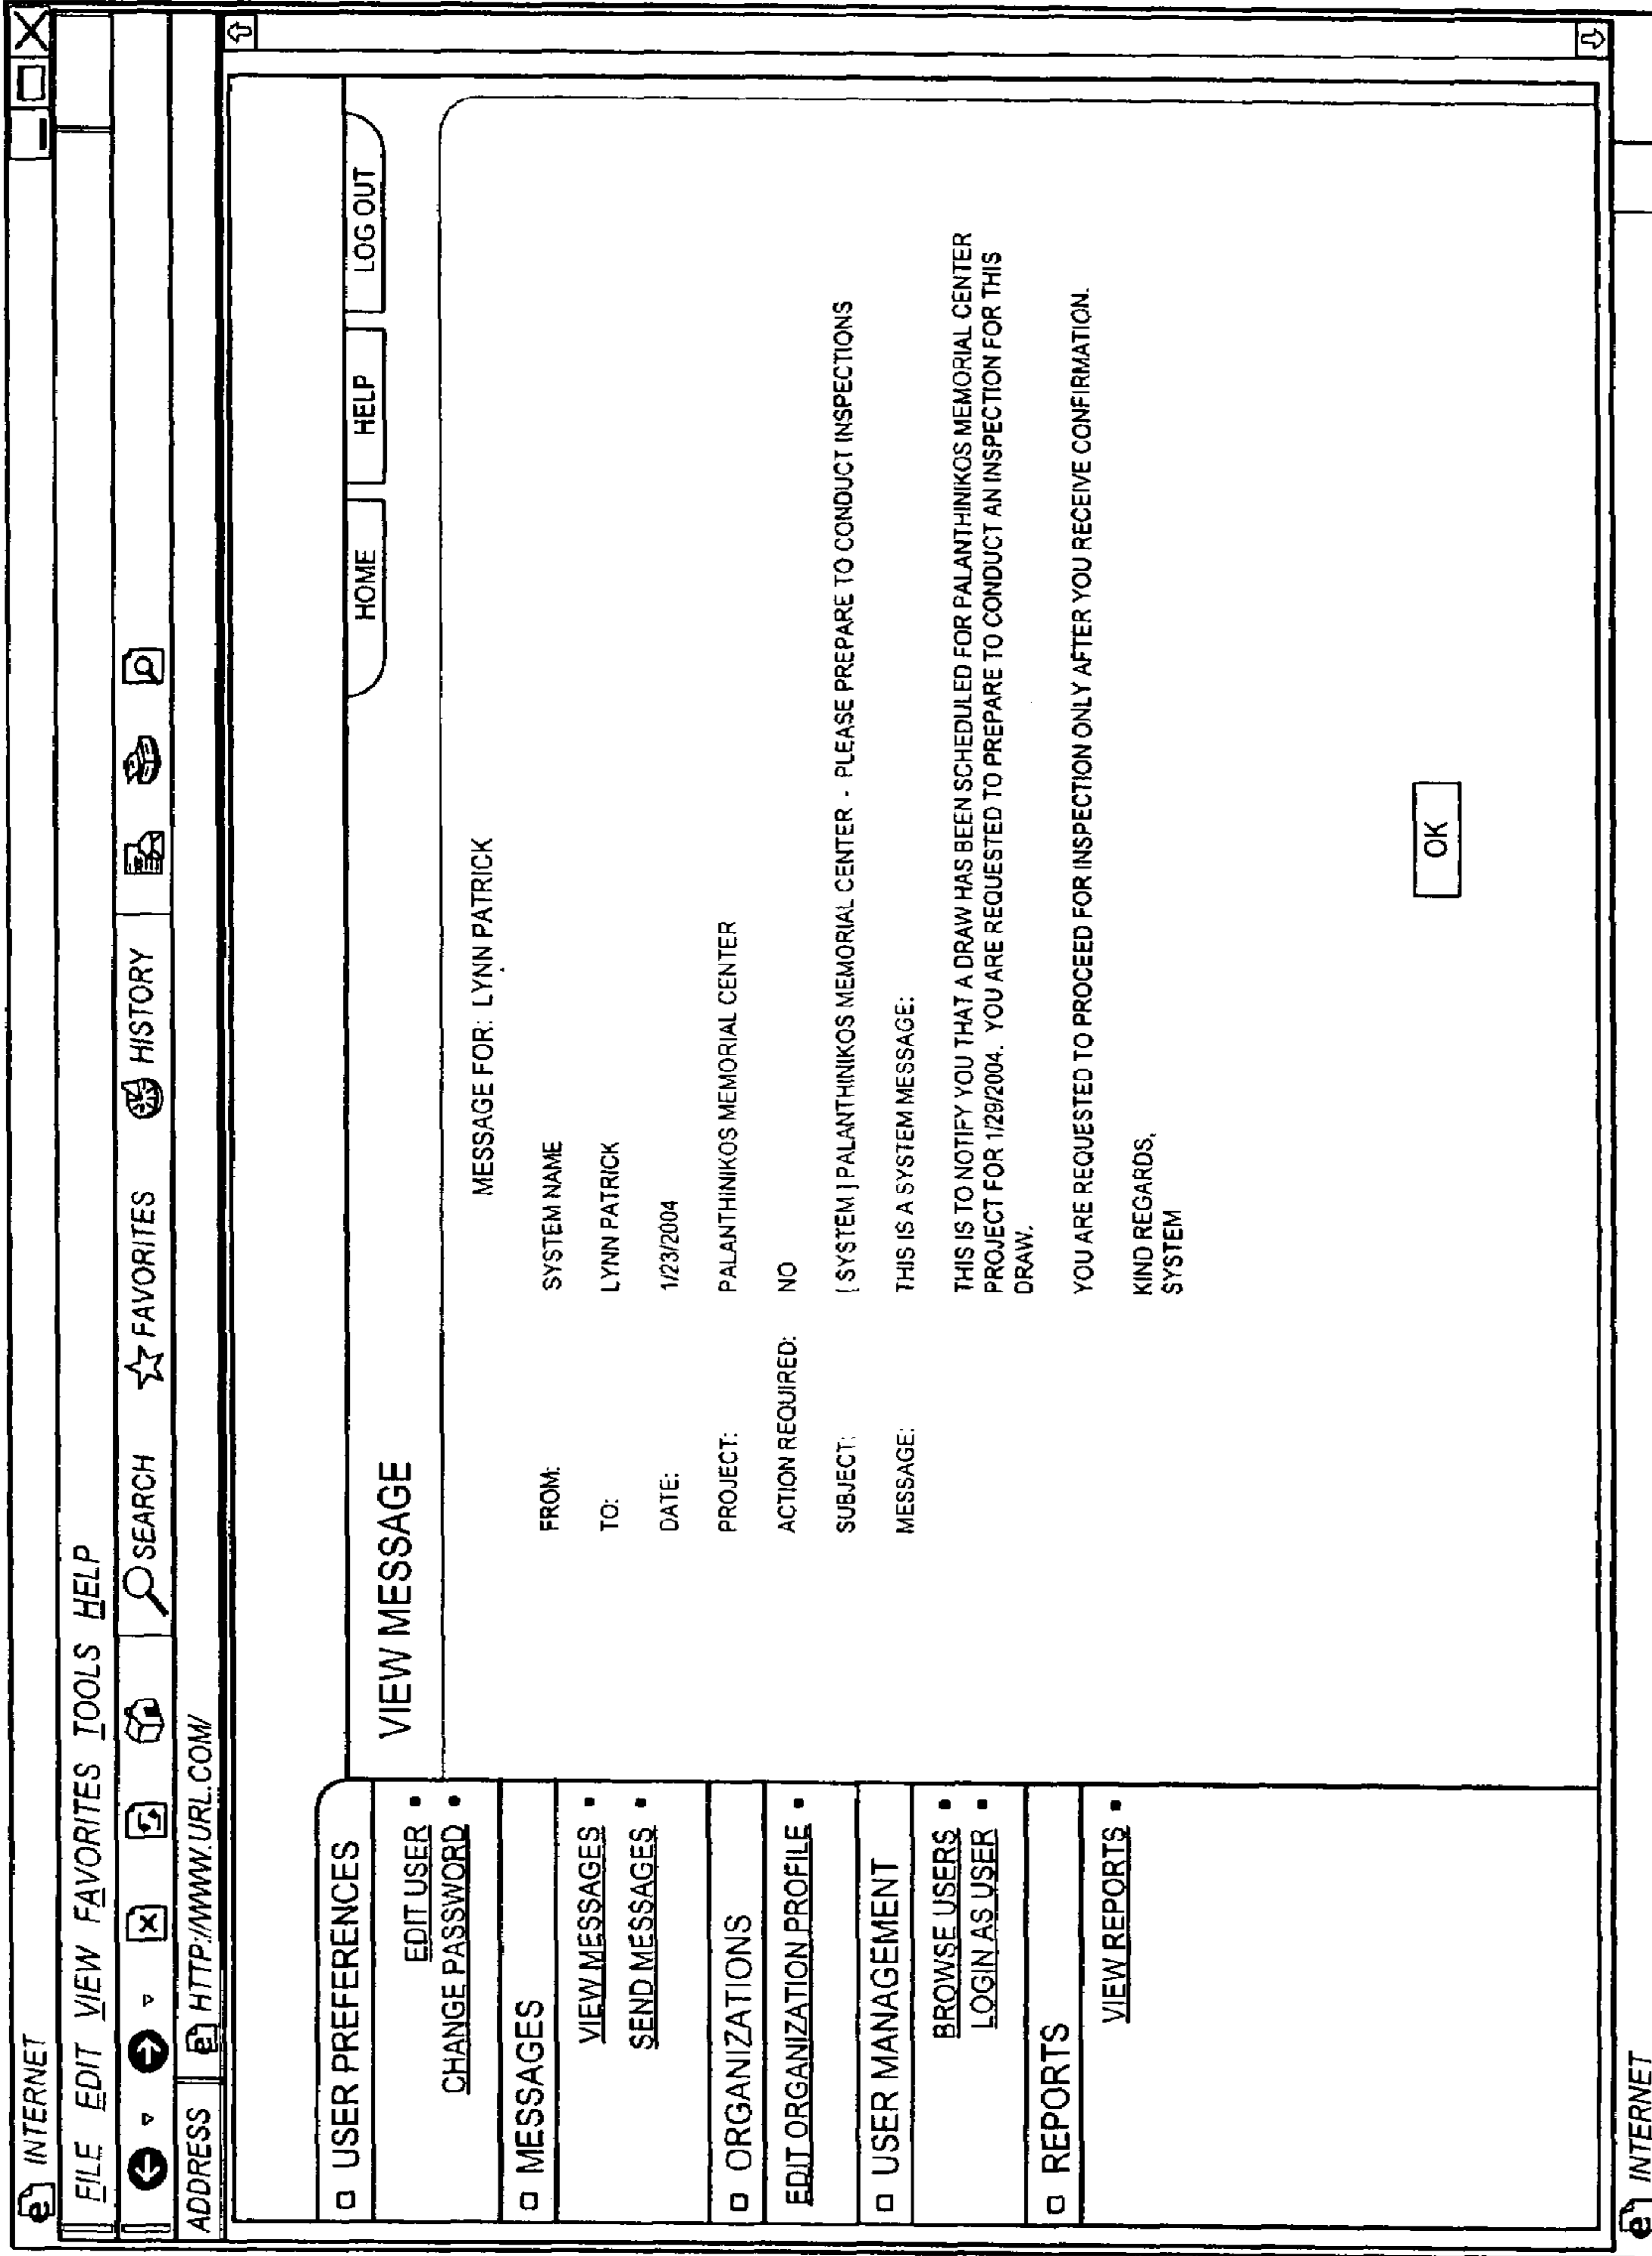 INTERNET
FILE EDIT VIEW FAVORITES TOOLS HELP
SEARCH FAVORITES HISTORY
ADDRESS HTTP://WWW.URL.COM/
HOME HELP LOG OUT
USER PREFERENCES
EDIT USER
CHANGE PASSWORD
MESSAGES
VIEW MESSAGES
SEND MESSAGES
ORGANIZATIONS
EDIT ORGANIZATION PROFILE
USER MANAGEMENT
BROWSE USERS
LOGIN AS USER
REPORTS
VIEW REPORTS
VIEW MESSAGE
MESSAGE FOR: LYNN PATRICK
FROM: SYSTEM NAME
TO: LYNN PATRICK
DATE: 1/23/2004
PROJECT: PALANTHINIKOS MEMORIAL CENTER
ACTION REQUIRED: NO
SUBJECT: [ SYSTEM ] PALANTHINIKOS MEMORIAL CENTER - PLEASE PREPARE TO CONDUCT INSPECTIONS
MESSAGE: THIS IS A SYSTEM MESSAGE:
THIS IS TO NOTIFY YOU THAT A DRAW HAS BEEN SCHEDULED FOR PALANTHINIKOS MEMORIAL CENTER
PROJECT FOR 1/29/2004. YOU ARE REQUESTED TO PREPARE TO CONDUCT AN INSPECTION FOR THIS
DRAW.
YOU ARE REQUESTED TO PROCEED FOR INSPECTION ONLY AFTER YOU RECEIVE CONFIRMATION.
KIND REGARDS,
SYSTEM
OK
INTERNET